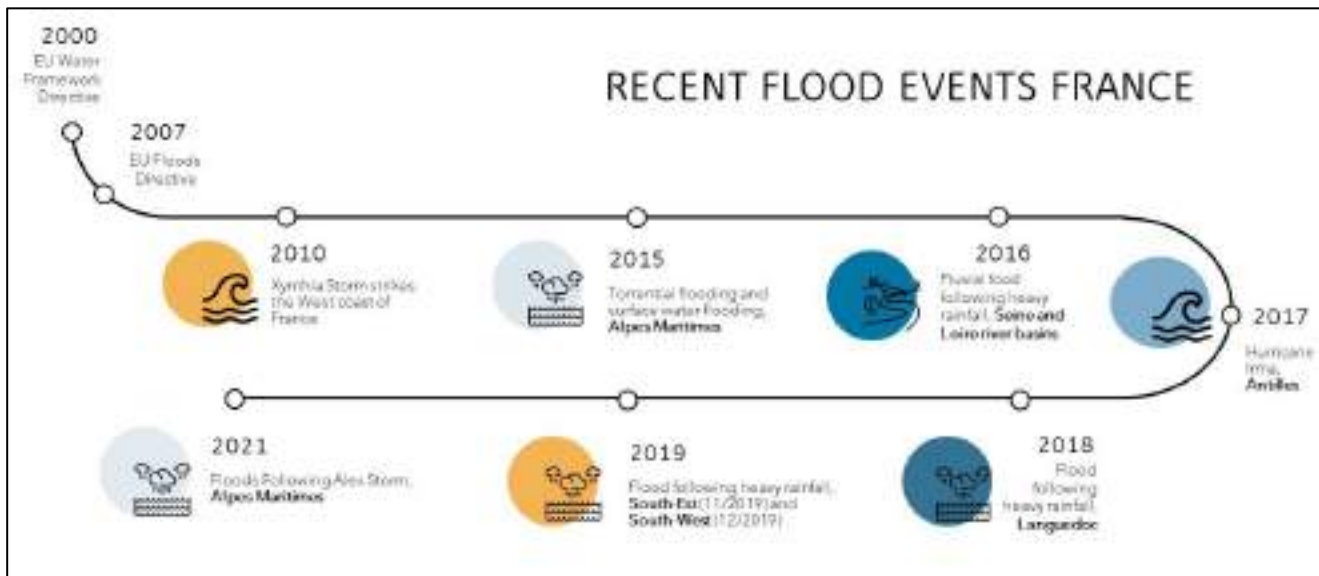 RECENT FLOOD EVENTS FRANCE
2000
EU Water
Framework
Directive
2007
EU Floods
Directive
2010
Xynthia Storm strikes
the West coast of
France
2015
Torrential flooding and
surface water flooding,
Alpes Maritimes
2016
Fluvial flood
following heavy
rainfall, Seine and
Loire river basins
2017
Hurricane
Irma,
Antilles
2018
Flood
following
heavy rainfall,
Languedoc
2019
Flood following heavy rainfall,
South-Est (11/2019) and
South-West (12/2019)
2021
Floods Following Alex Storm,
Alpes Maritimes